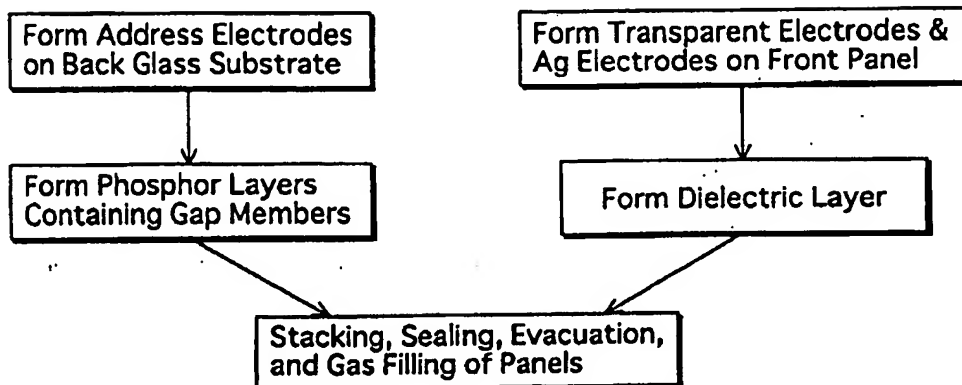 Form Address Electrodes
on Back Glass Substrate
Form Transparent Electrodes &
Ag Electrodes on Front Panel
Form Phosphor Layers
Containing Gap Members
Form Dielectric Layer
Stacking, Sealing, Evacuation,
and Gas Filling of Panels